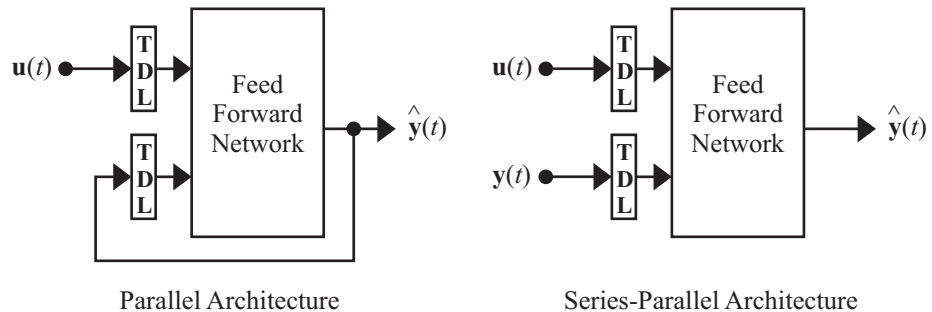 u(t)
T
D
L
T
D
L
Feed
Forward
Network
ŷ(t)
Parallel Architecture
u(t)
y(t)
T
D
L
T
D
L
Feed
Forward
Network
ŷ(t)
Series-Parallel Architecture